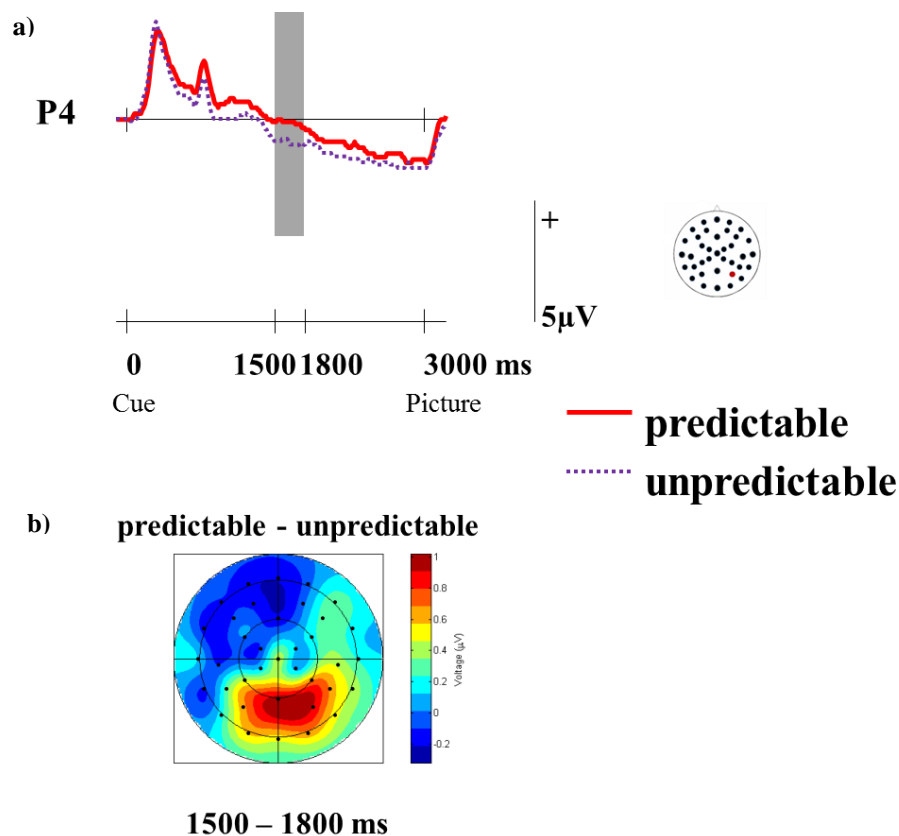 a)
P4
+
5μV
0
1500
1800
3000 ms
Cue
Picture
predictable
unpredictable
b)
predictable - unpredictable
1
0.8
0.6
0.4
0.2
0
-0.2
Voltage (μV)
1500 – 1800 ms